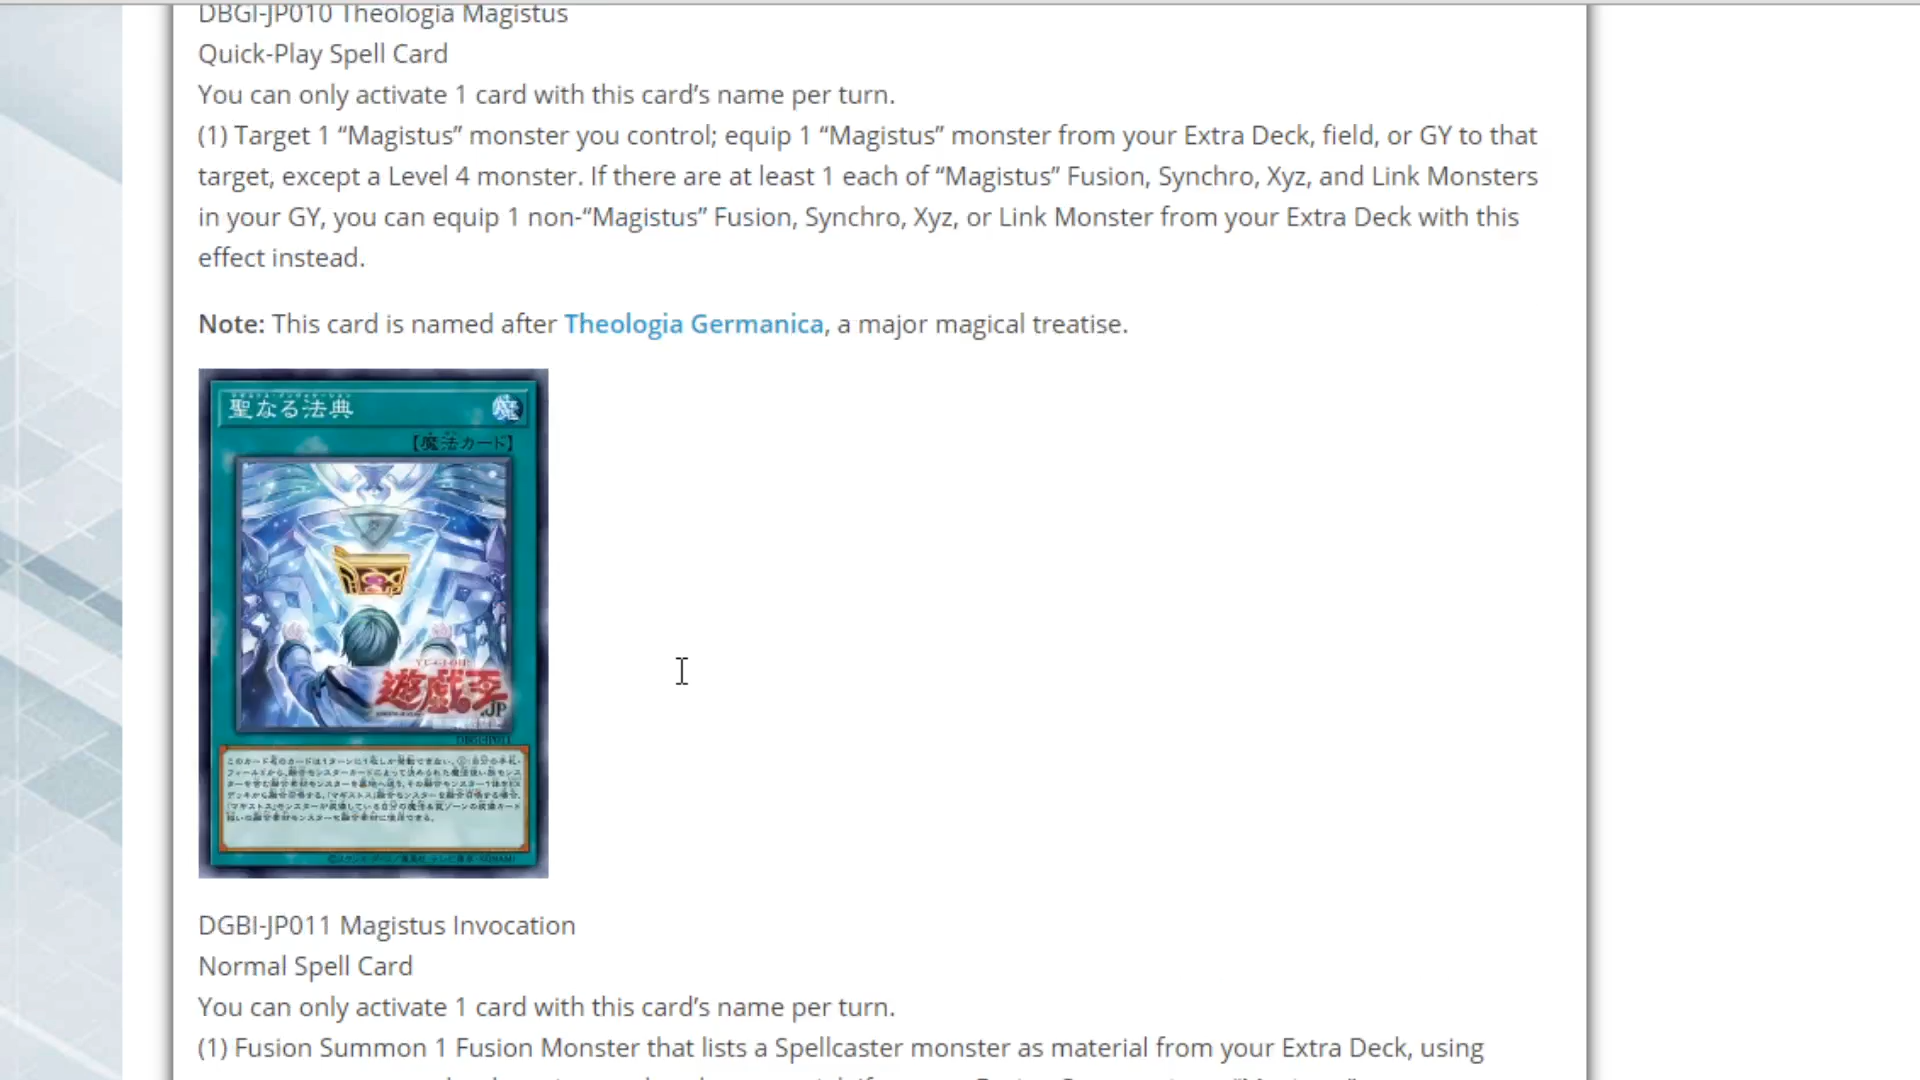 DBGI-JP010 Theologia Magistus
Quick-Play Spell Card
You can only activate 1 card with this card’s name per turn.
(1) Target 1 “Magistus” monster you control; equip 1 “Magistus” monster from your Extra Deck, field, or GY to that
target, except a Level 4 monster. If there are at least 1 each of “Magistus” Fusion, Synchro, Xyz, and Link Monsters
in your GY, you can equip 1 non-“Magistus” Fusion, Synchro, Xyz, or Link Monster from your Extra Deck with this
effect instead.
Note: This card is named after Theologia Germanica, a major magical treatise.
聖なる法典
魔
【魔法カード】
遊戯王
.JP
DBGI-JP011
DGBI-JP011 Magistus Invocation
Normal Spell Card
You can only activate 1 card with this card’s name per turn.
(1) Fusion Summon 1 Fusion Monster that lists a Spellcaster monster as material from your Extra Deck, using